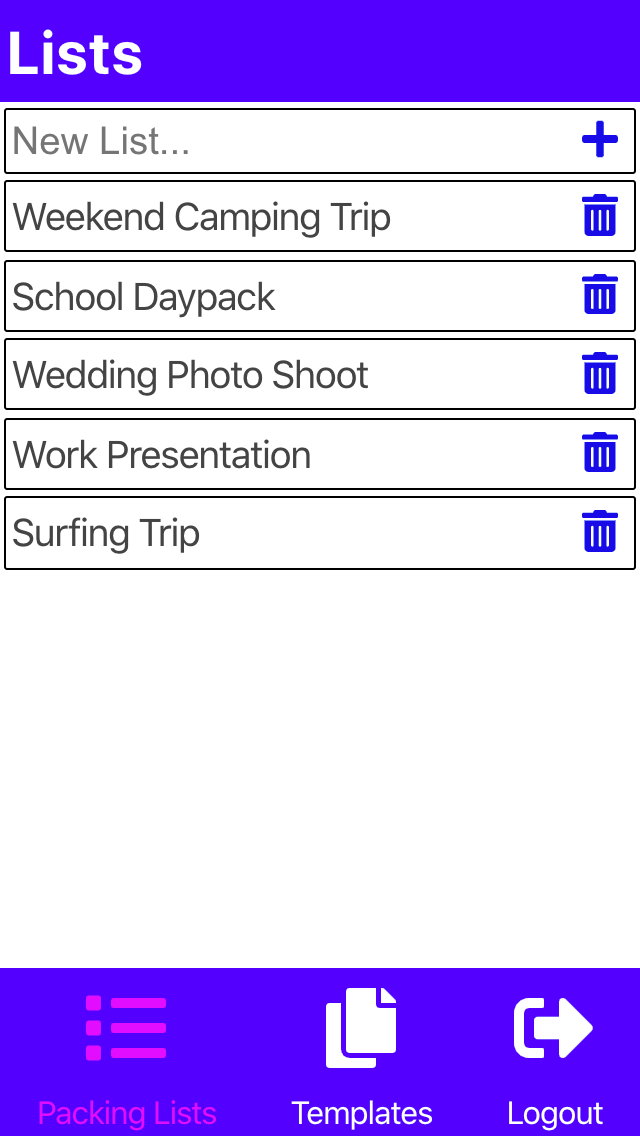 Lists
New List...
Weekend Camping Trip
School Daypack
Wedding Photo Shoot
Work Presentation
Surfing Trip
Packing Lists
Templates
Logout